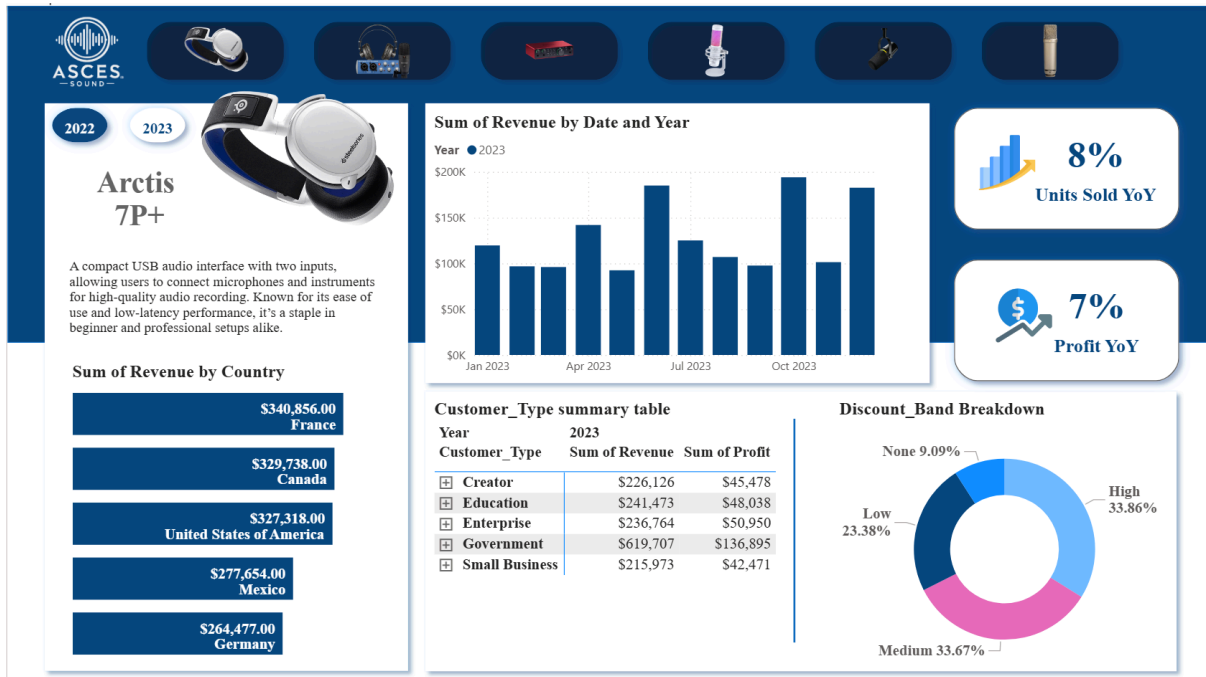 ASCES
SOUND
2022
2023
Arctis
7P+
steelseries
A compact USB audio interface with two inputs,
allowing users to connect microphones and instruments
for high-quality audio recording. Known for its ease of
use and low-latency performance, it’s a staple in
beginner and professional setups alike.
Sum of Revenue by Country
$340,856.00
France
$329,738.00
Canada
$327,318.00
United States of America
$277,654.00
Mexico
$264,477.00
Germany
Sum of Revenue by Date and Year
Year 2023
$200K
$150K
$100K
$50K
$0K
Jan 2023 Apr 2023 Jul 2023 Oct 2023
8%
Units Sold YoY
7%
Profit YoY
Customer_Type summary table
Year 2023
Customer_Type Sum of Revenue Sum of Profit
Creator $226,126 $45,478
Education $241,473 $48,038
Enterprise $236,764 $50,950
Government $619,707 $136,895
Small Business $215,973 $42,471
Discount_Band Breakdown
None 9.09%
High
33.86%
Low
23.38%
Medium 33.67%